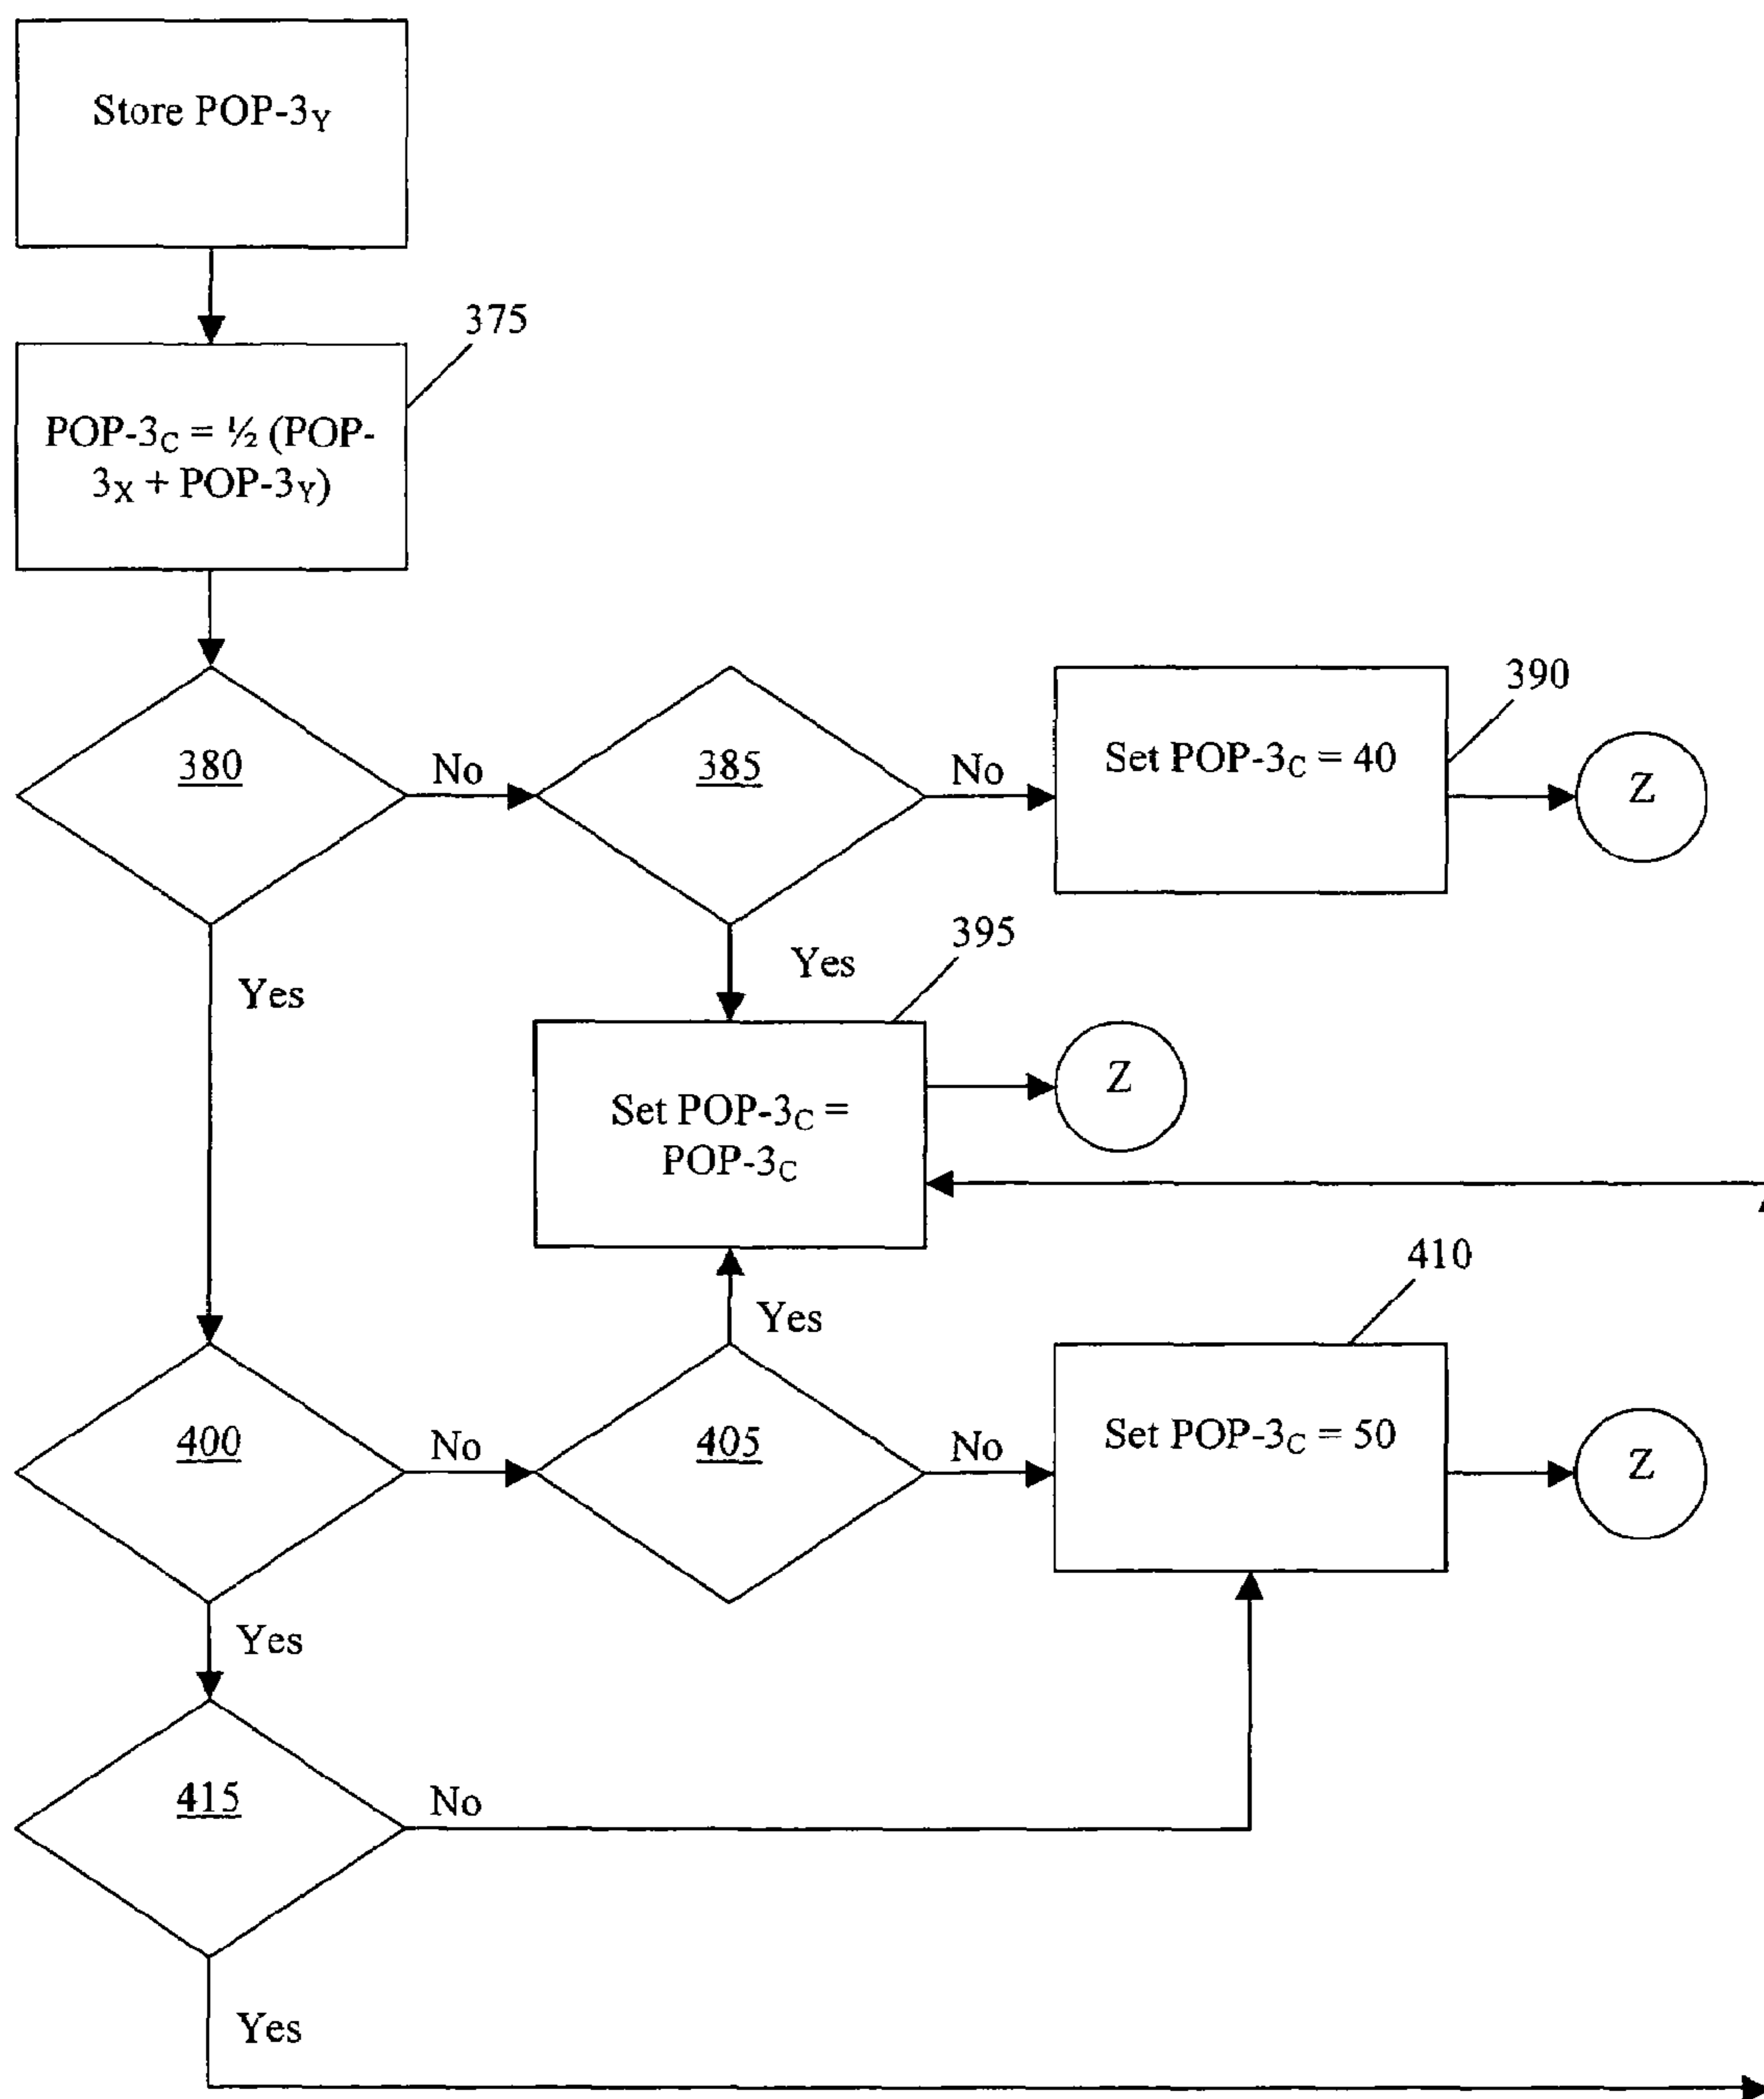 Store POP-3Y
375
POP-3C = ½ (POP-
3X + POP-3Y)
390
380
No
385
No
Set POP-3C = 40
Z
395
Yes
Yes
Z
Set POP-3C =
POP-3C
410
Yes
400
No
405
No
Set POP-3C = 50
Z
Yes
415
No
Yes